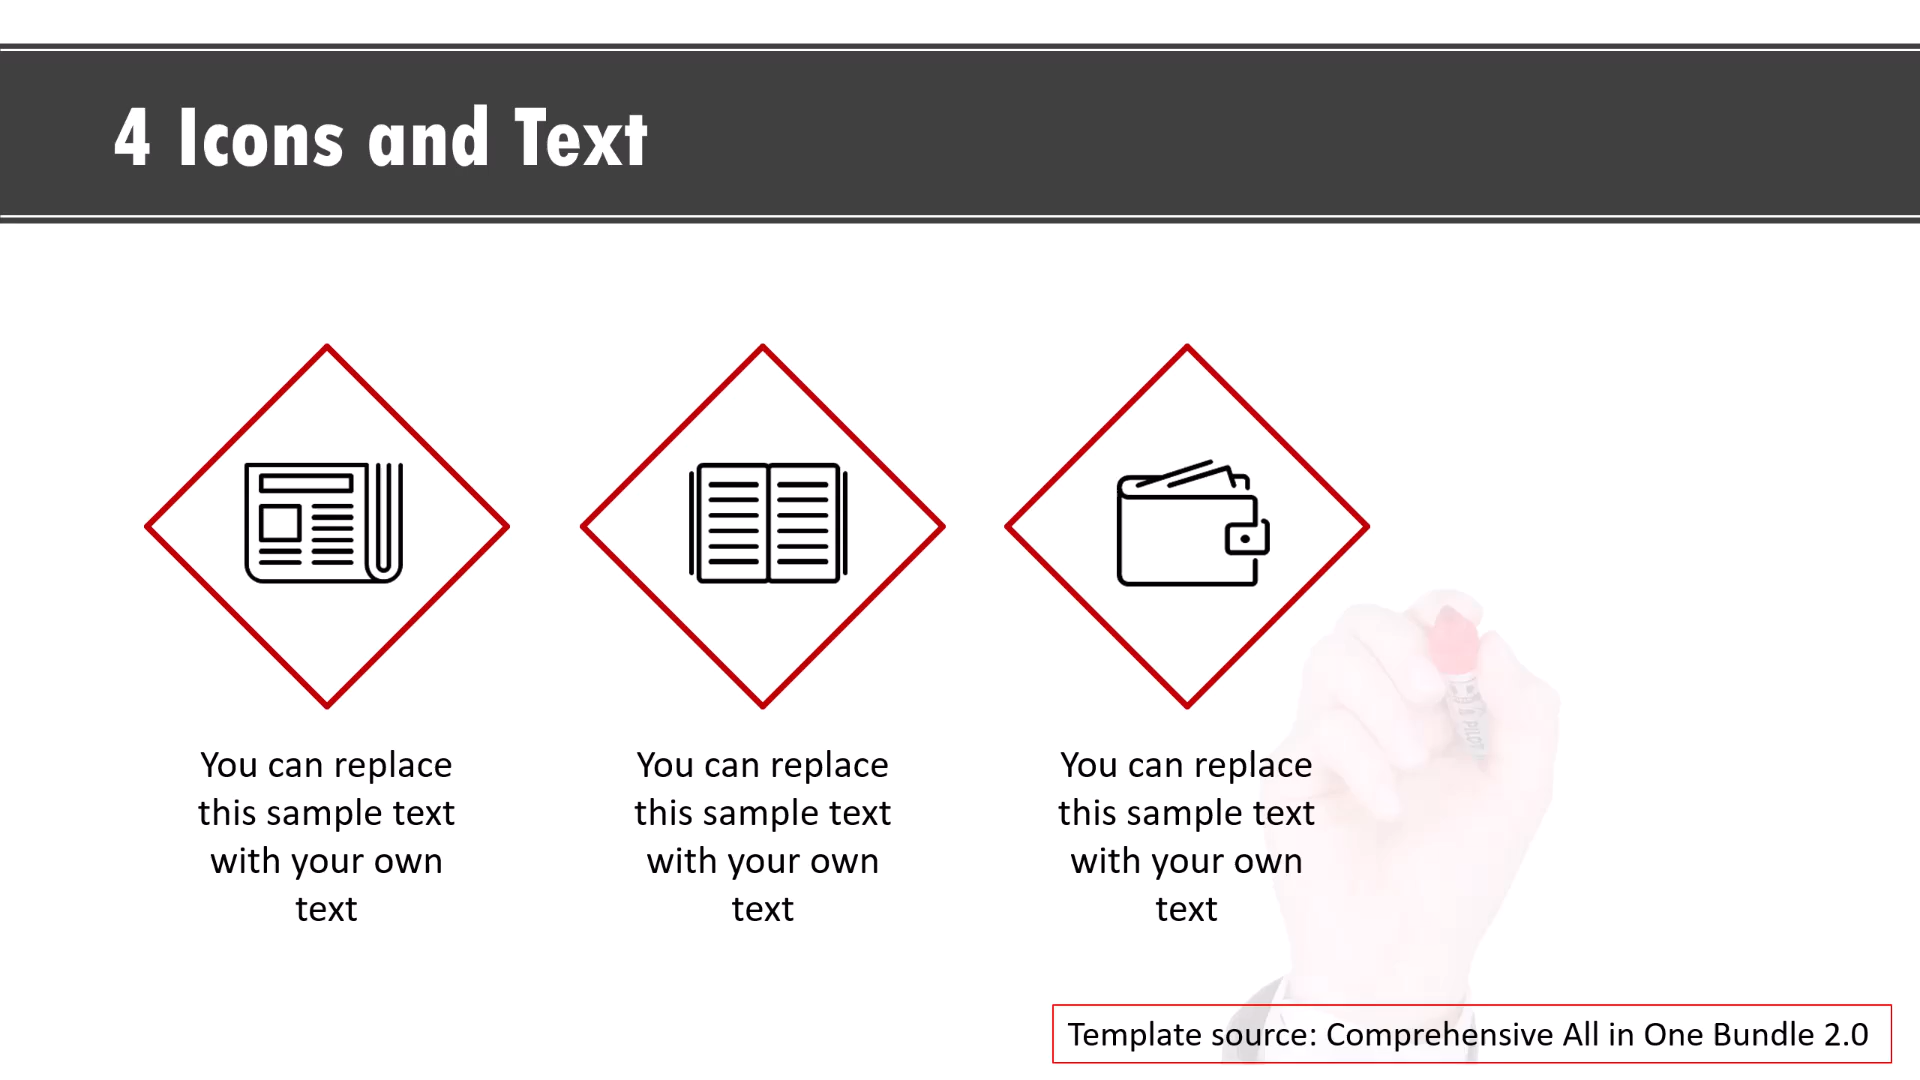 4 Icons and Text
You can replace
this sample text
with your own
text
You can replace
this sample text
with your own
text
You can replace
this sample text
with your own
text
PILOT
Template source: Comprehensive All in One Bundle 2.0